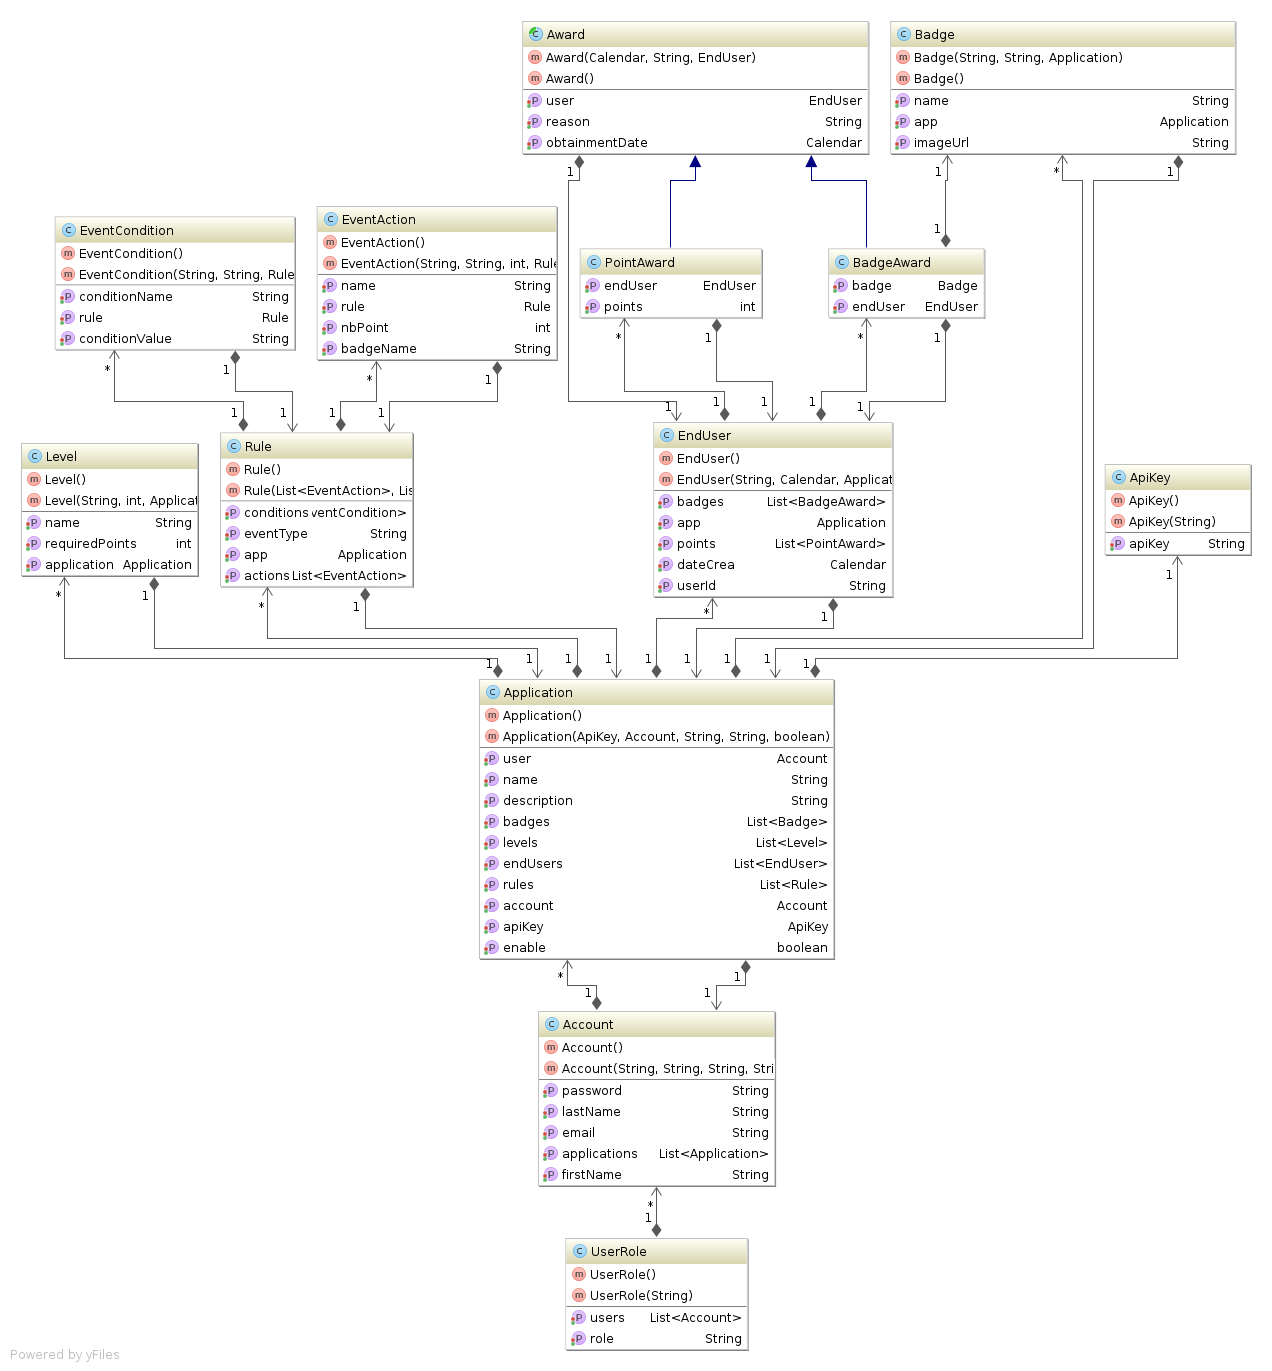 Award
Award(Calendar, String, EndUser)
Award()
user EndUser
reason String
obtainmentDate Calendar
Badge
Badge(String, String, Application)
Badge()
name String
app Application
imageUrl String
1
1
*
1
1
EventCondition
EventCondition()
EventCondition(String, String, Rule
conditionName String
rule Rule
conditionValue String
EventAction
EventAction()
EventAction(String, String, int, Rule
name String
rule Rule
nbPoint int
badgeName String
PointAward
endUser EndUser
points int
BadgeAward
badge Badge
endUser EndUser
* 1 * 1
* 1 * 1
1 1 1 1
1 1 1 1 1
Level
Level()
Level(String, int, Applicat
name String
requiredPoints int
application Application
Rule
Rule()
Rule(List<EventAction>, Lis
conditions ventCondition>
eventType String
app Application
actions List<EventAction>
EndUser
EndUser()
EndUser(String, Calendar, Applicat
badges List<BadgeAward>
app Application
points List<PointAward>
dateCrea Calendar
userId String
ApiKey
ApiKey()
ApiKey(String)
apiKey String
* 1 * 1 * 1 1
1 1 1 1 1 1 1 1 1
Application
Application()
Application(ApiKey, Account, String, String, boolean)
user Account
name String
description String
badges List<Badge>
levels List<Level>
endUsers List<EndUser>
rules List<Rule>
account Account
apiKey ApiKey
enable boolean
* 1
1 1
Account
Account()
Account(String, String, String, Stri
password String
lastName String
email String
applications List<Application>
firstName String
*
1
UserRole
UserRole()
UserRole(String)
users List<Account>
role String
Powered by yFiles